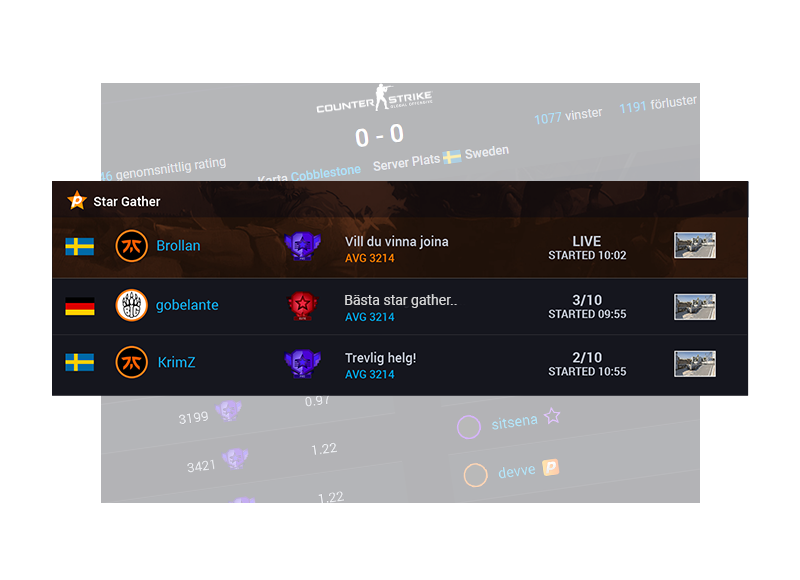 COUNTER STRIKE
GLOBAL OFFENSIVE
0 - 0
1077 vinster 1191 förluster
46 genomsnittlig rating
Karta Cobblestone Server Plats Sweden
P Star Gather
Brollan Vill du vinna joina LIVE
AVG 3214 STARTED 10:02
gobelante Bästa star gather.. 3/10
AVG 3214 STARTED 09:55
KrimZ Trevlig helg! 2/10
AVG 3214 STARTED 10:55
3199 0.97
sitsena
3421 1.22
devve P
1.22